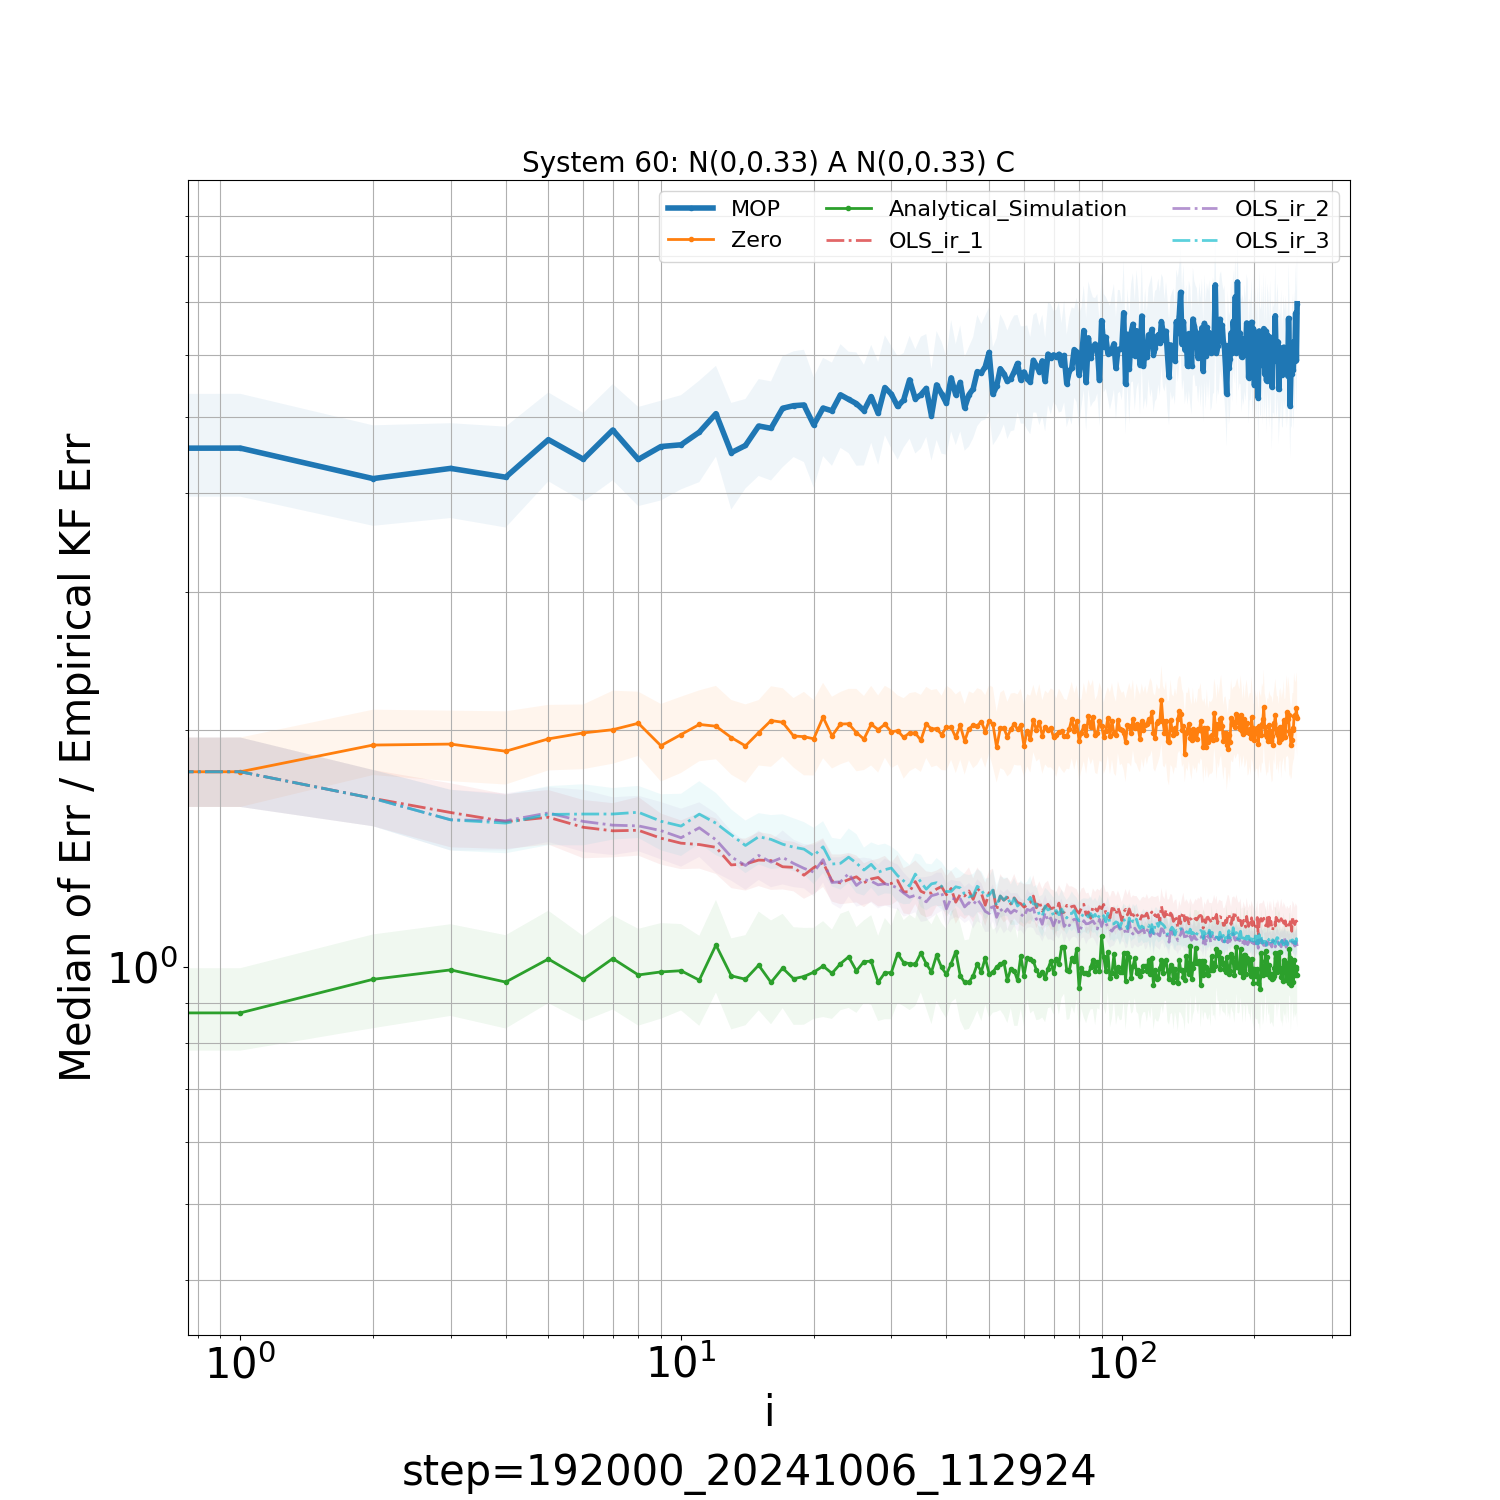 System 60: N(0,0.33) A N(0,0.33) C
MOP
Zero
Analytical_Simulation
OLS_ir_1
OLS_ir_2
OLS_ir_3
Median of Err / Empirical KF Err
10⁰
10⁰
10¹
10²
i
step=192000_20241006_112924